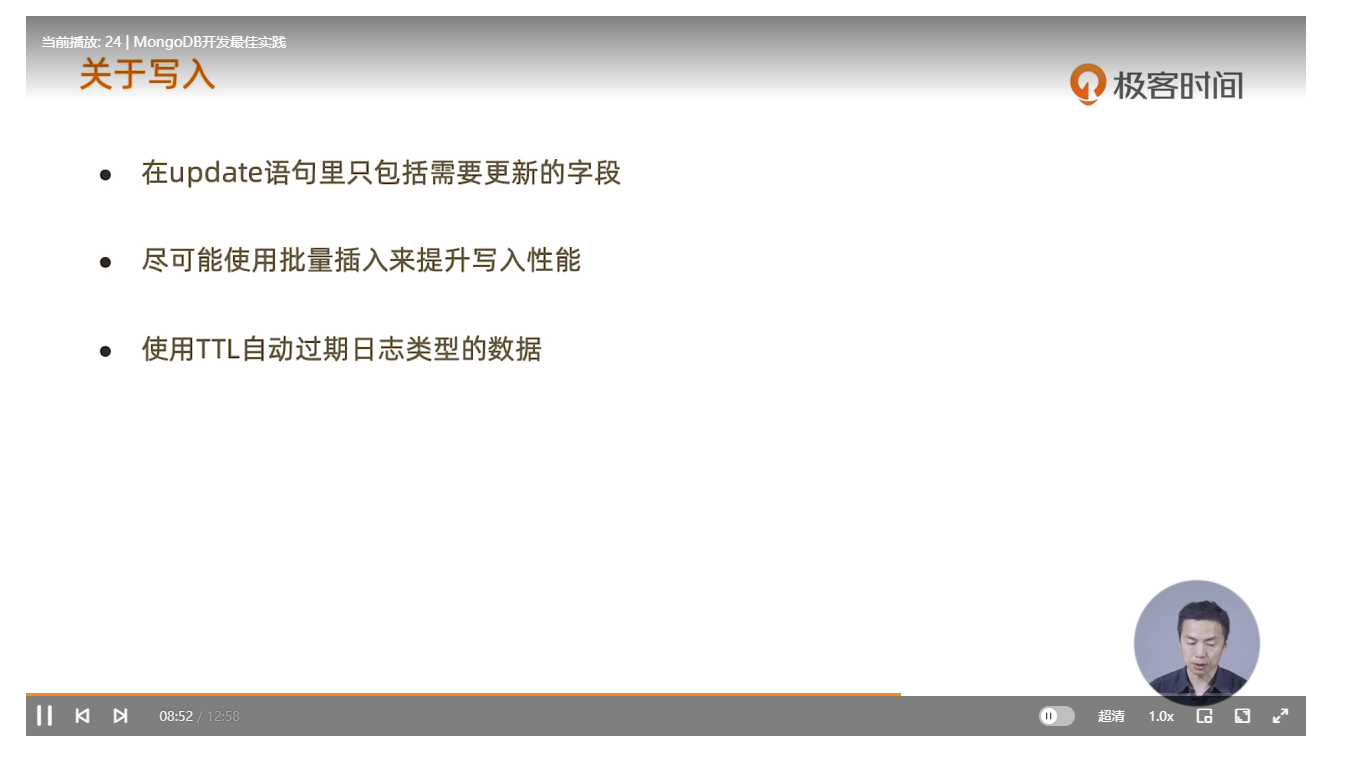 当前播放: 24 | MongoDB开发最佳实践
关于写入
极客时间
在update语句里只包括需要更新的字段
尽可能使用批量插入来提升写入性能
使用TTL自动过期日志类型的数据
08:52 / 12:58
超清
1.0x